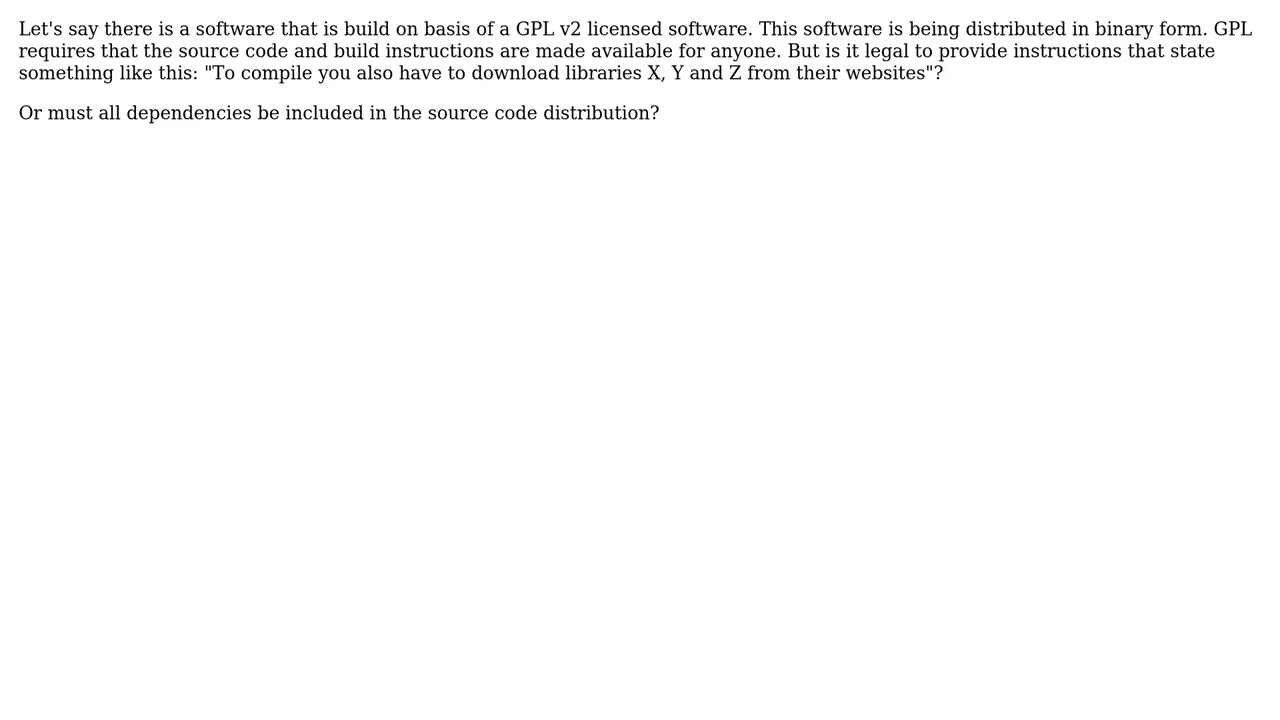 Let's say there is a software that is build on basis of a GPL v2 licensed software. This software is being distributed in binary form. GPL
requires that the source code and build instructions are made available for anyone. But is it legal to provide instructions that state
something like this: "To compile you also have to download libraries X, Y and Z from their websites"?
Or must all dependencies be included in the source code distribution?